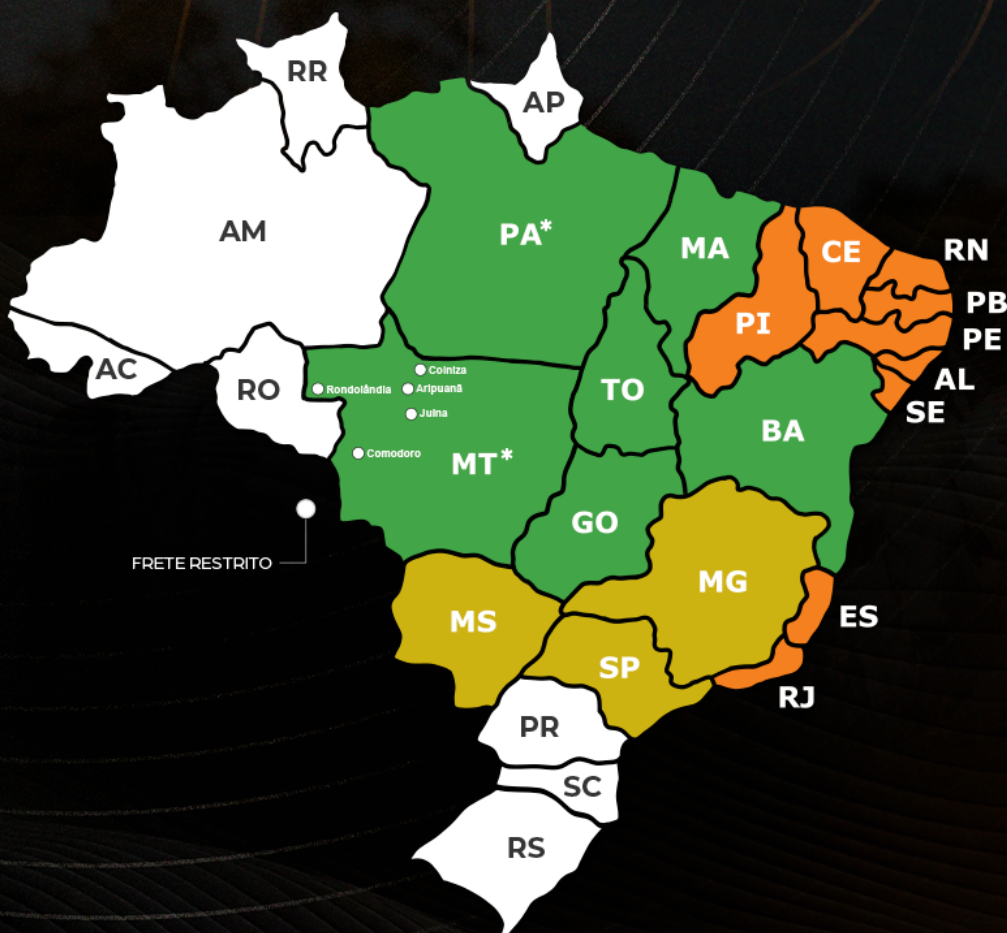 RR
AP
AM
PA*
MA
CE
RN
PI
PB
PE
AC
RO
Colniza
Rondolândia
Aripuanã
TO
AL
Juína
SE
BA
Comodoro
MT*
GO
FRETE RESTRITO
MG
MS
ES
SP
RJ
PR
SC
RS